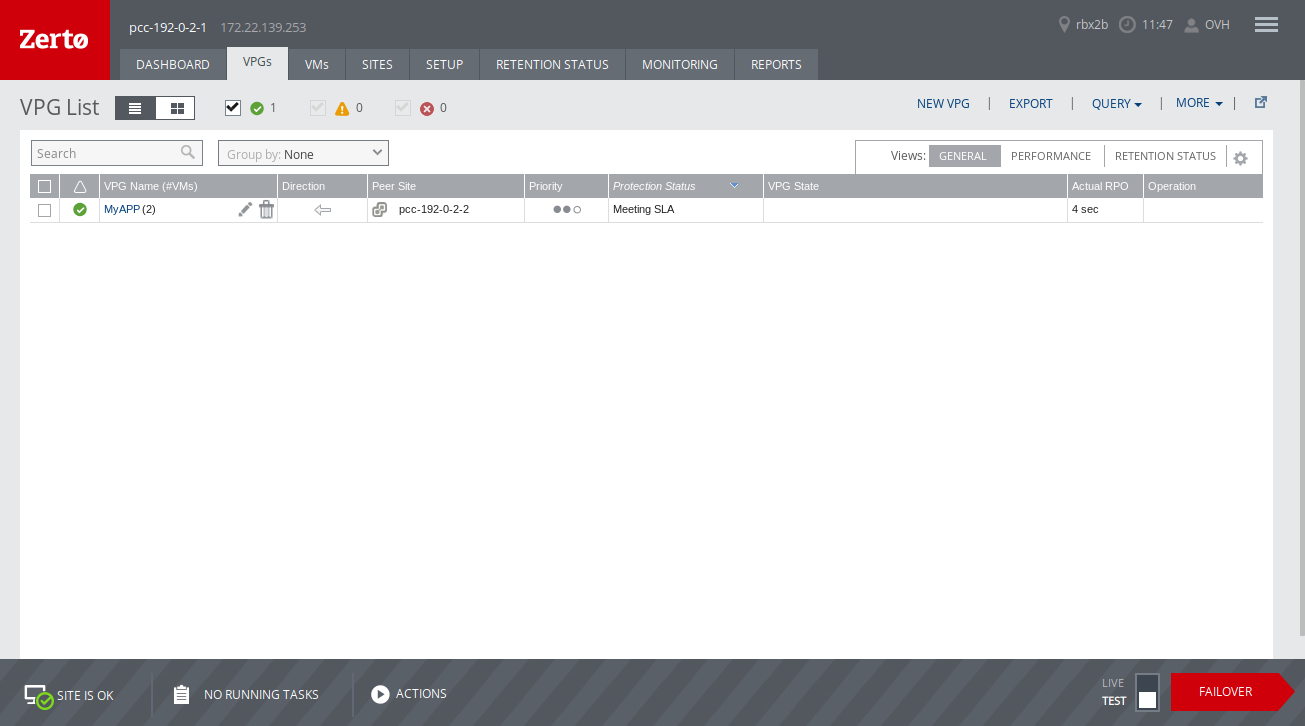 Zerto
pcc-192-0-2-1 172.22.139.253
rbx2b 11:47 OVH
DASHBOARD VPGs VMs SITES SETUP RETENTION STATUS MONITORING REPORTS
VPG List 1 0 0 NEW VPG | EXPORT | QUERY | MORE |
Search Group by: None Views: GENERAL PERFORMANCE RETENTION STATUS
VPG Name (#VMs) Direction Peer Site Priority Protection Status VPG State Actual RPO Operation
MyAPP (2) pcc-192-0-2-2 Meeting SLA 4 sec
SITE IS OK NO RUNNING TASKS ACTIONS
LIVE
TEST
FAILOVER